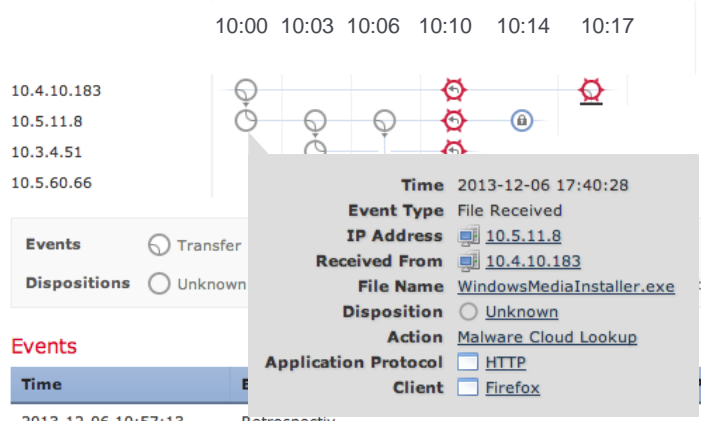 10:00 10:03 10:06 10:10 10:14 10:17
10.4.10.183
10.5.11.8
10.3.4.51
10.5.60.66
Time 2013-12-06 17:40:28
Event Type File Received
IP Address 10.5.11.8
Received From 10.4.10.183
File Name WindowsMediaInstaller.exe
Disposition Unknown
Action Malware Cloud Lookup
Application Protocol HTTP
Client Firefox
Events Transfer
Dispositions Unknown
Events
Time